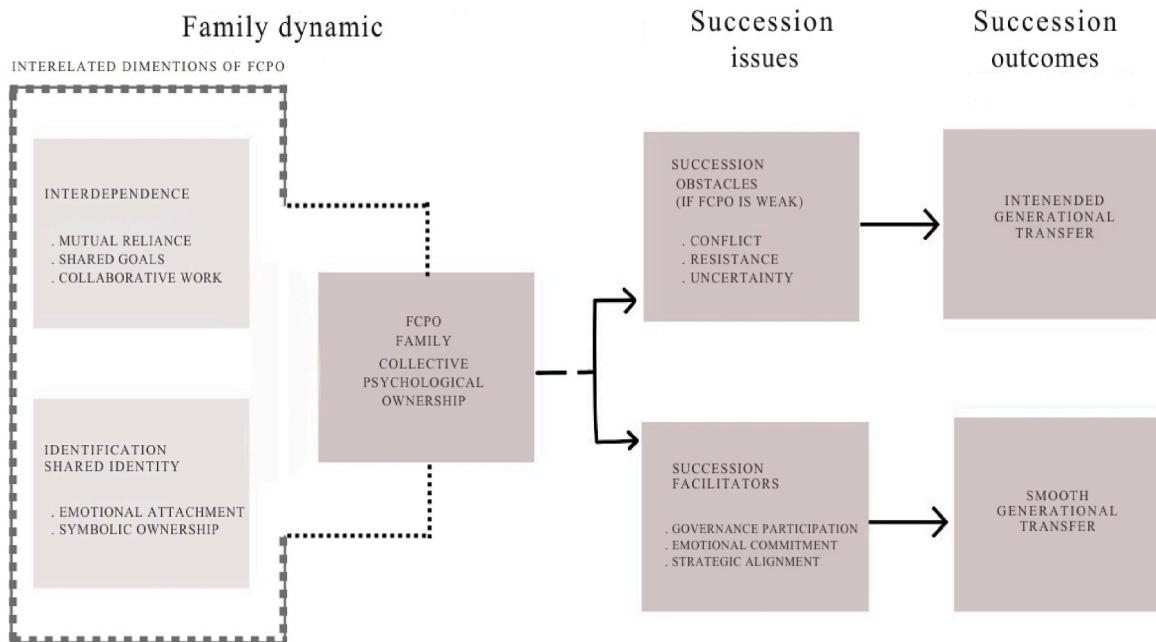 Family dynamic
INTERELATED DIMENTIONS OF FCPO
INTERDEPENDENCE
. MUTUAL RELIANCE
. SHARED GOALS
. COLLABORATIVE WORK
IDENTIFICATION
SHARED IDENTITY
. EMOTIONAL ATTACHMENT
. SYMBOLIC OWNERSHIP
FCPO
FAMILY
COLLECTIVE
PSYCHOLOGICAL
OWNERSHIP
Succession
issues
SUCCESSION
OBSTACLES
(IF FCPO IS WEAK)
. CONFLICT
. RESISTANCE
. UNCERTAINTY
SUCCESSION
FACILITATORS
. GOVERNANCE PARTICIPATION
. EMOTIONAL COMMITMENT
. STRATEGIC ALIGNMENT
Succession
outcomes
INTENENDED
GENERATIONAL
TRANSFER
SMOOTH
GENERATIONAL
TRANSFER